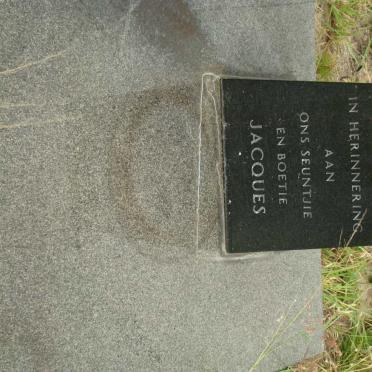 IN HERINNERING
AAN
ONS SEUNTJIE
EN BOETIE
JACQUES